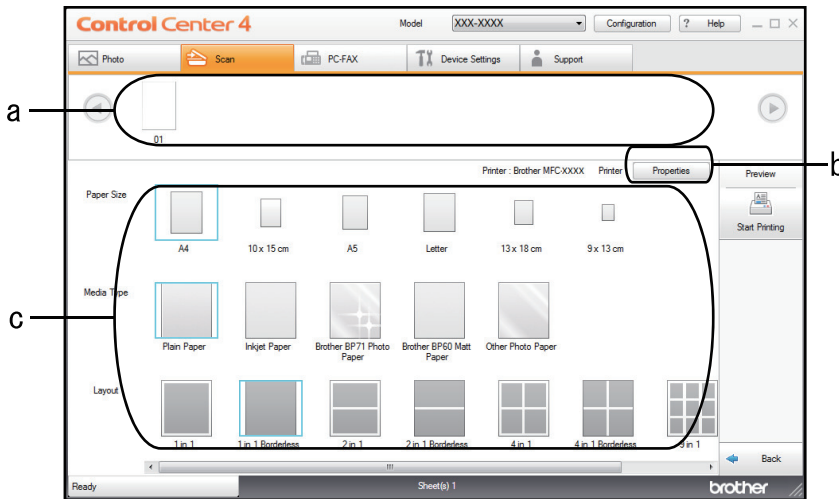 Control Center 4 Model XXX-XXXX Configuration ? Help
Photo Scan PC-FAX Device Settings Support
a
01
b
Printer : Brother MFC-XXXX Printer Properties Preview
Paper Size
Start Printing
A4 10 x 15 cm A5 Letter 13 x 18 cm 9 x 13 cm
Media Type
c
Plain Paper Inkjet Paper Brother BP71 Photo Paper Brother BP60 Matt Paper Other Photo Paper
Layout
1 in 1 1 in 1 Borderless 2 in 1 2 in 1 Borderless 4 in 1 4 in 1 Borderless 9 in 1
Back
Ready Sheet(s) 1 brother